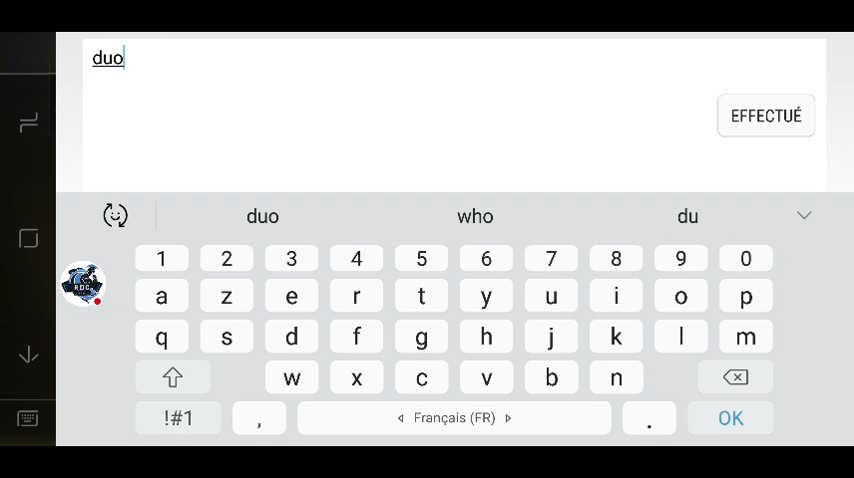 duo
EFFECTUÉ
duo who du
1 2 3 4 5 6 7 8 9 0
a z e r t y u i o p
q s d f g h j k l m
w x c v b n
!#1 , Français (FR) . OK
RDC